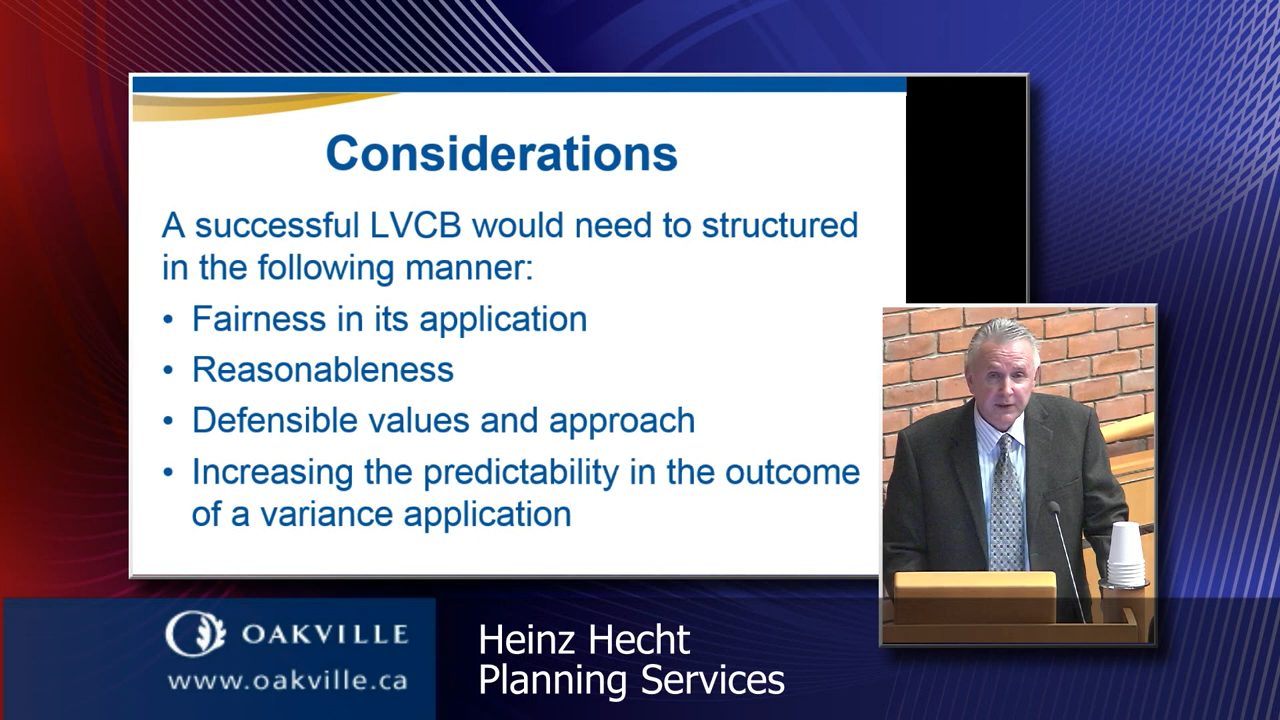 Considerations
A successful LVCB would need to structured
in the following manner:
• Fairness in its application
• Reasonableness
• Defensible values and approach
• Increasing the predictability in the outcome
of a variance application
OAKVILLE
www.oakville.ca
Heinz Hecht
Planning Services